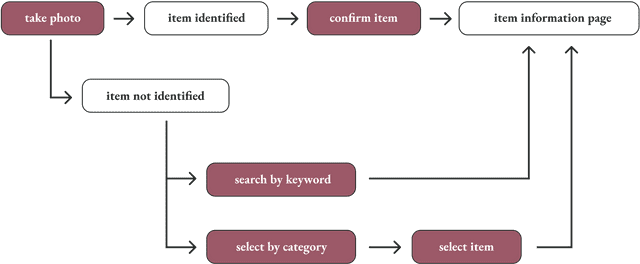 take photo
item identified
confirm item
item information page
item not identified
search by keyword
select by category
select item